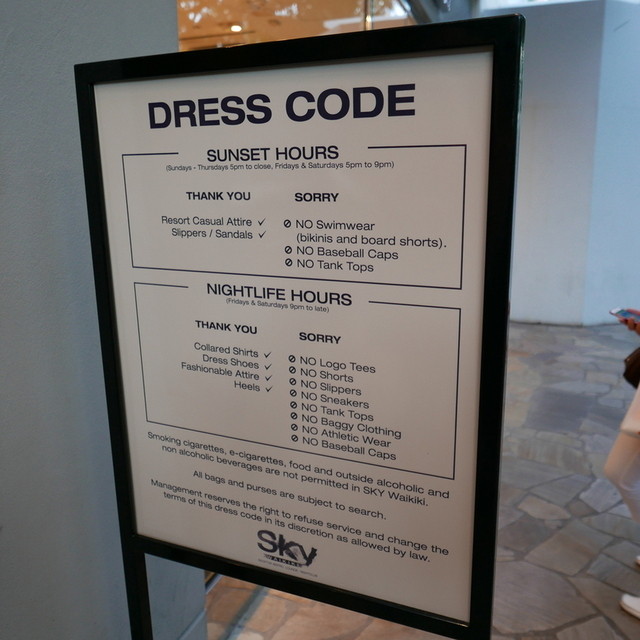 DRESS CODE
SUNSET HOURS
(Sundays - Thursdays 5pm to close, Fridays & Saturdays 5pm to 9pm)
THANK YOU
Resort Casual Attire ✓
Slippers / Sandals ✓
SORRY
⊘ NO Swimwear
(bikinis and board shorts).
⊘ NO Baseball Caps
⊘ NO Tank Tops
NIGHTLIFE HOURS
(Fridays & Saturdays 9pm to late)
THANK YOU
Collared Shirts ✓
Dress Shoes ✓
Fashionable Attire ✓
Heels ✓
SORRY
⊘ NO Logo Tees
⊘ NO Shorts
⊘ NO Slippers
⊘ NO Sneakers
⊘ NO Tank Tops
⊘ NO Baggy Clothing
⊘ NO Athletic Wear
⊘ NO Baseball Caps
Smoking cigarettes, e-cigarettes, food and outside alcoholic and
non alcoholic beverages are not permitted in SKY Waikiki.
All bags and purses are subject to search.
Management reserves the right to refuse service and change the
terms of this dress code in its discretion as allowed by law.
Sky
WAIKIKI